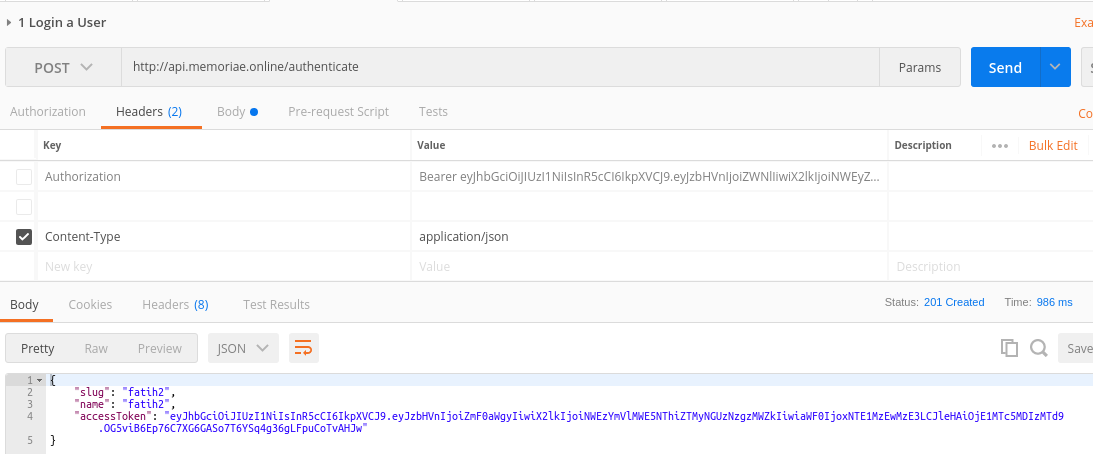 1 Login a User
Exa
POST
http://api.memoriae.online/authenticate
Params
Send
S
Authorization
Headers (2)
Body
Pre-request Script
Tests
Co
Key
Value
Description
Bulk Edit
Authorization
Bearer eyJhbGciOiJIUzI1NiIsInR5cCI6IkpXVCJ9.eyJzbHVnIjoiZWNlIiwiX2lkIjoiNWEyZ...
Content-Type
application/json
New key
Value
Description
Body
Cookies
Headers (8)
Test Results
Status: 201 Created
Time: 986 ms
Pretty
Raw
Preview
JSON
Save
1 {
2 "slug": "fatih2",
3 "name": "fatih2",
4 "accessToken": "eyJhbGciOiJIUzI1NiIsInR5cCI6IkpXVCJ9.eyJzbHVnIjoiZmF0aWgyIiwiX2lkIjoiNWEzYmVlMWE5NThiZTMyNGUzNzgzMWZkIiwiaWF0IjoxNTE1MzEwMzE3LCJleHAiOjE1MTc5MDIzMTd9
.OG5viB6Ep76C7XG6GASo7T6YSq4g36gLFpuCoTvAHJw"
5 }